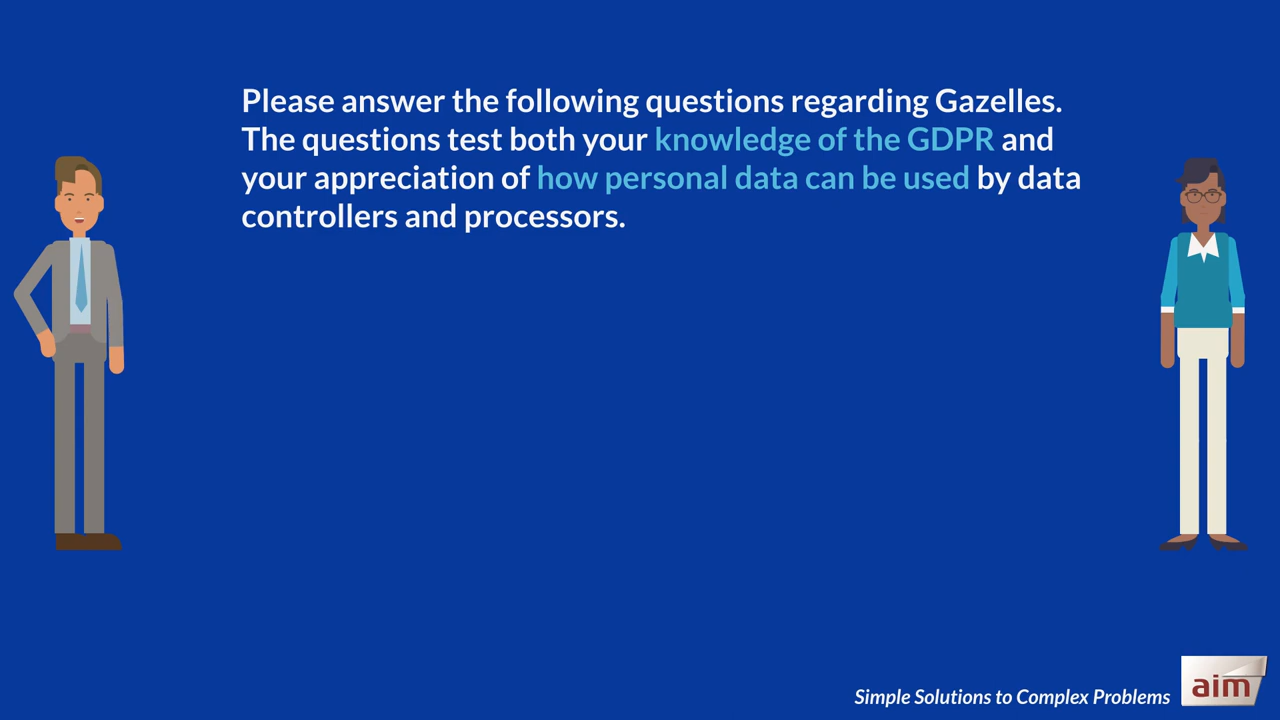 Please answer the following questions regarding Gazelles.
The questions test both your knowledge of the GDPR and
your appreciation of how personal data can be used by data
controllers and processors.
Simple Solutions to Complex Problems
aim